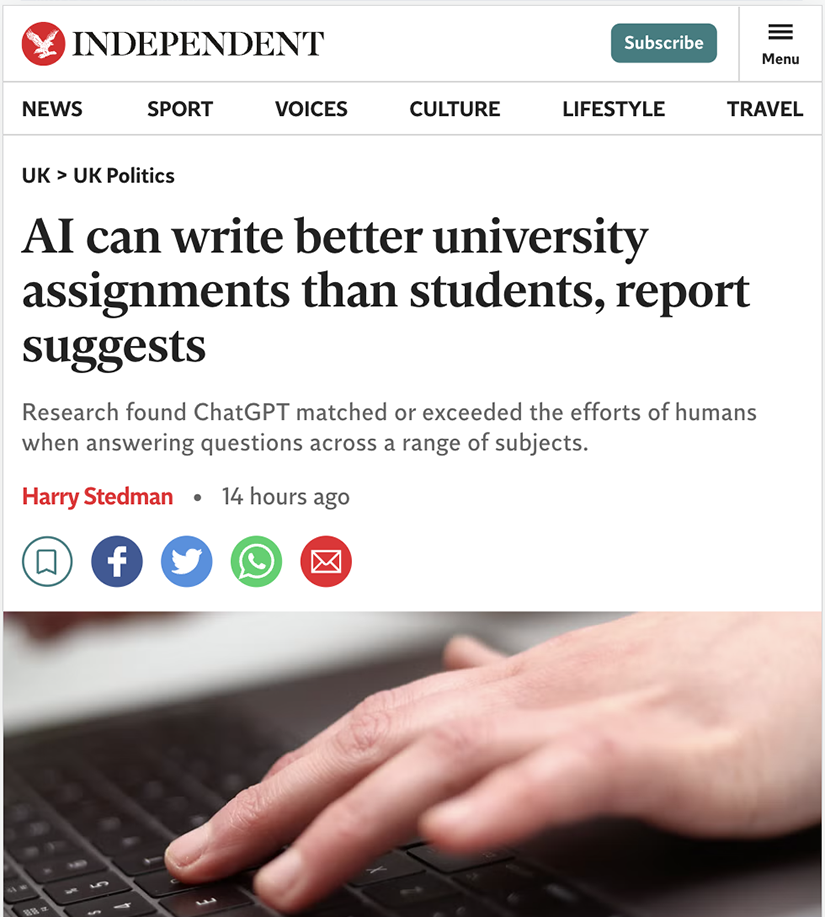 INDEPENDENT
Subscribe
Menu
NEWS SPORT VOICES CULTURE LIFESTYLE TRAVEL
UK > UK Politics
AI can write better university
assignments than students, report
suggests
Research found ChatGPT matched or exceeded the efforts of humans
when answering questions across a range of subjects.
Harry Stedman • 14 hours ago